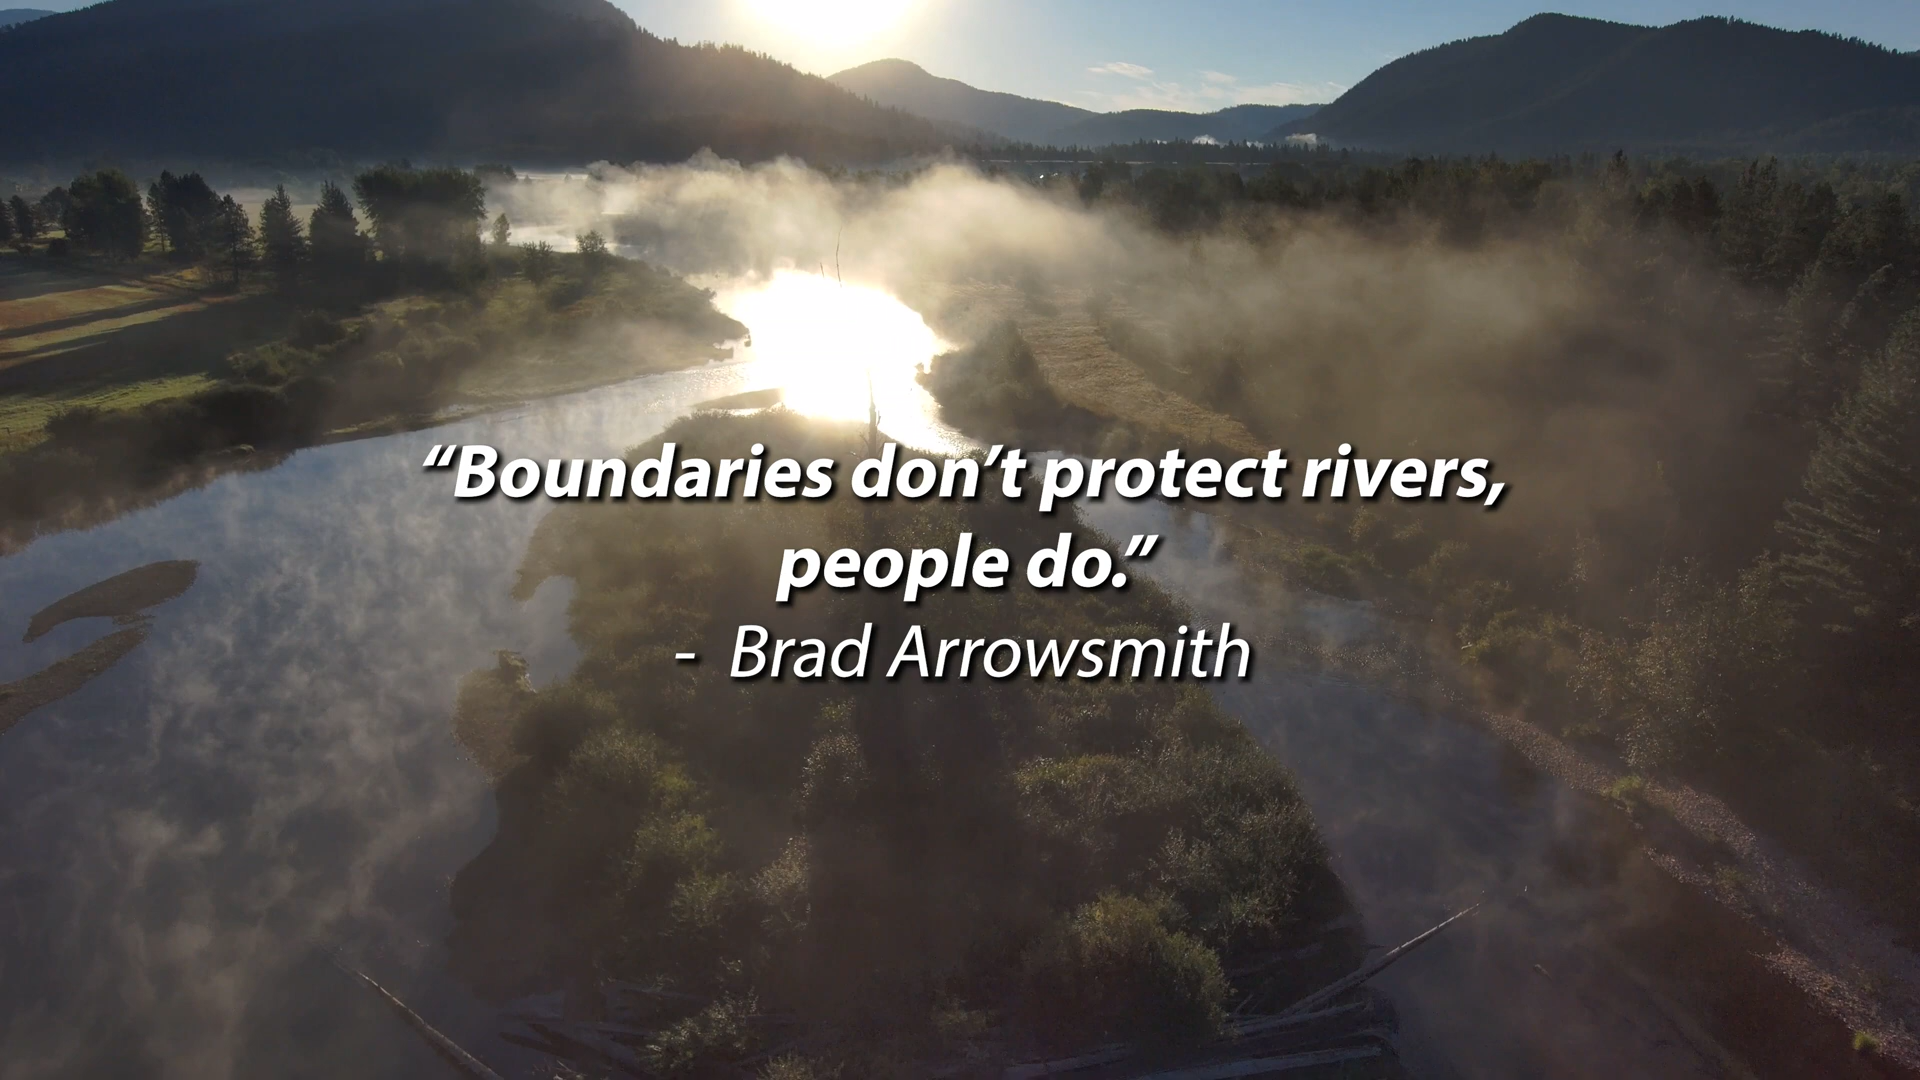 “Boundaries don’t protect rivers,
people do.”
- Brad Arrowsmith